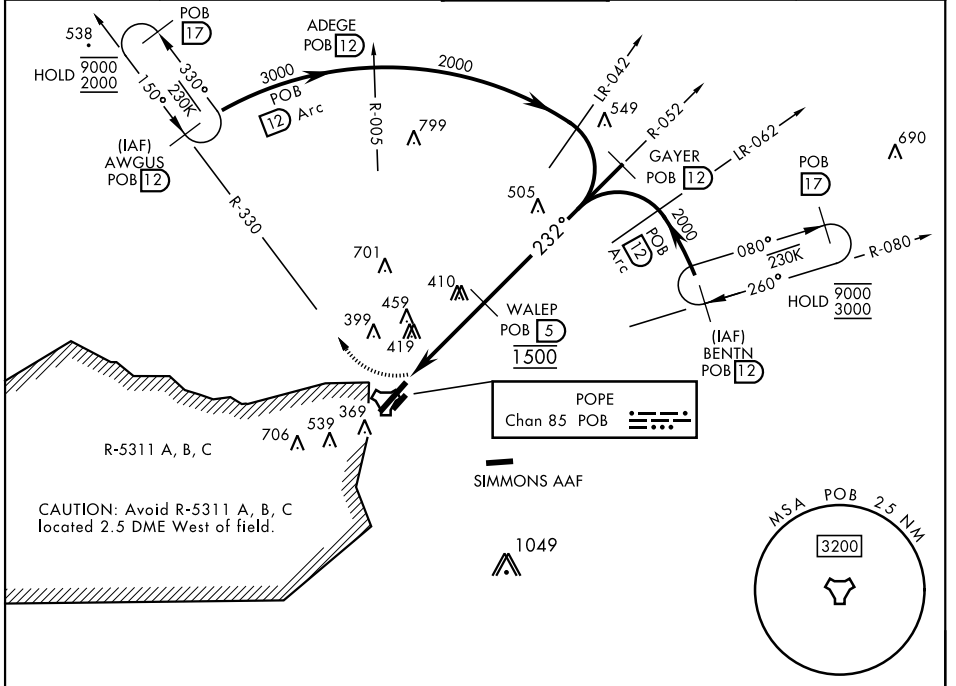 538
POB
17
HOLD 9000
2000
330°
150°
230K
(IAF)
AWGUS
POB 12
ADEGE
POB 12
3000
POB
12 Arc
2000
R-005
799
LR-042
549
R-052
GAYER
POB 12
LR-062
690
POB
17
505
232°
2000
POB
12
Arc
080°
230K
260°
R-080
HOLD 9000
3000
(IAF)
BENTN
POB 12
R-330
701
410
459
399
419
WALEP
POB 5
1500
POPE
Chan 85 POB
369
539
706
R-5311 A, B, C
SIMMONS AAF
CAUTION: Avoid R-5311 A, B, C
located 2.5 DME West of field.
1049
MSA POB 25 NM
3200